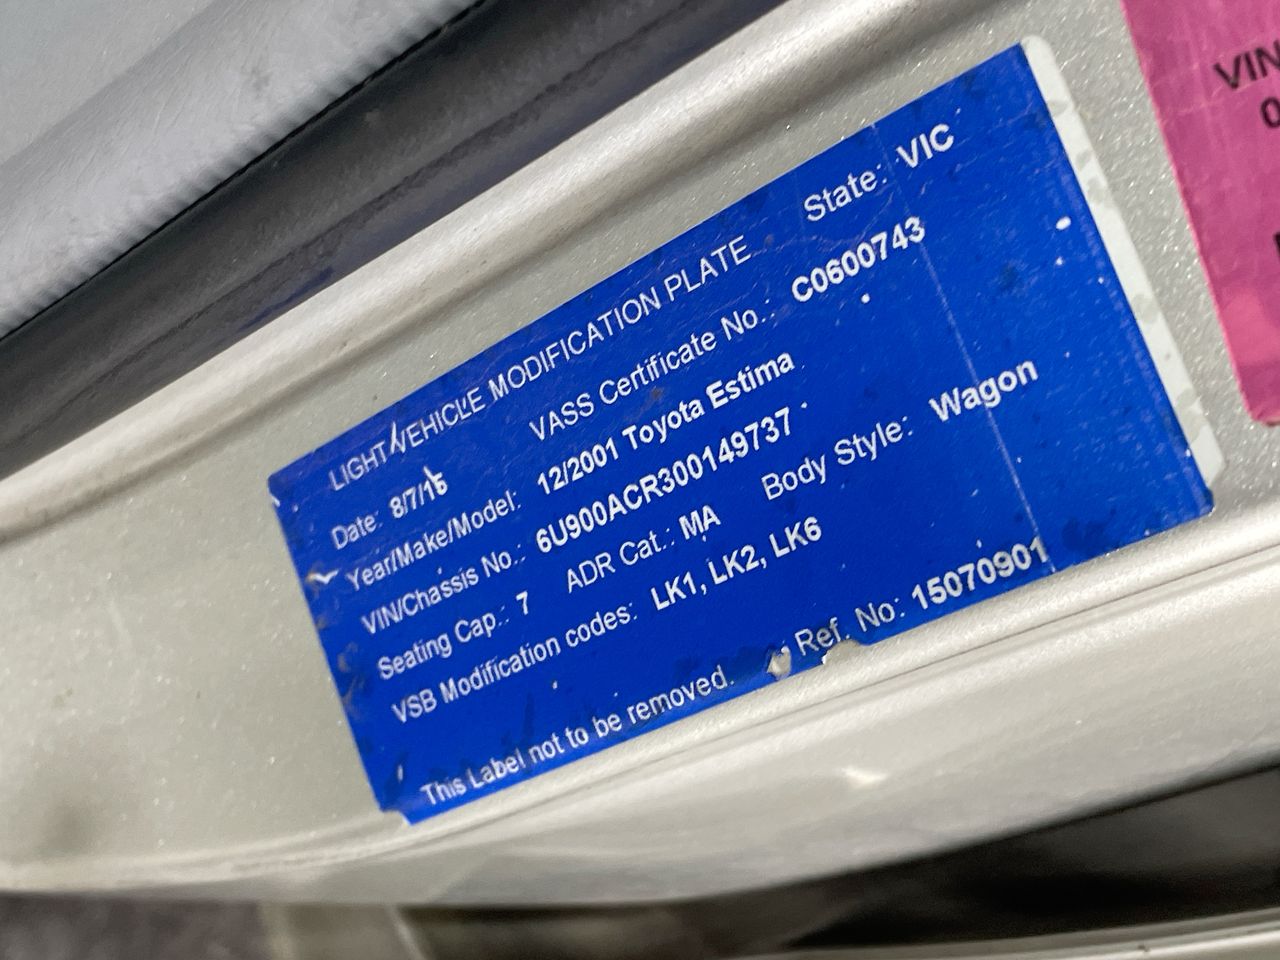 LIGHT VEHICLE MODIFICATION PLATE State: VIC
Date: 8/7/15 VASS Certificate No.: C0600743
Year/Make/Model: 12/2001 Toyota Estima
VIN/Chassis No.: 6U900ACR300149737
Seating Cap.: 7 ADR Cat.: MA Body Style: Wagon
VSB Modification codes: LK1, LK2, LK6
This Label not to be removed. Ref. No: 15070901
VIN